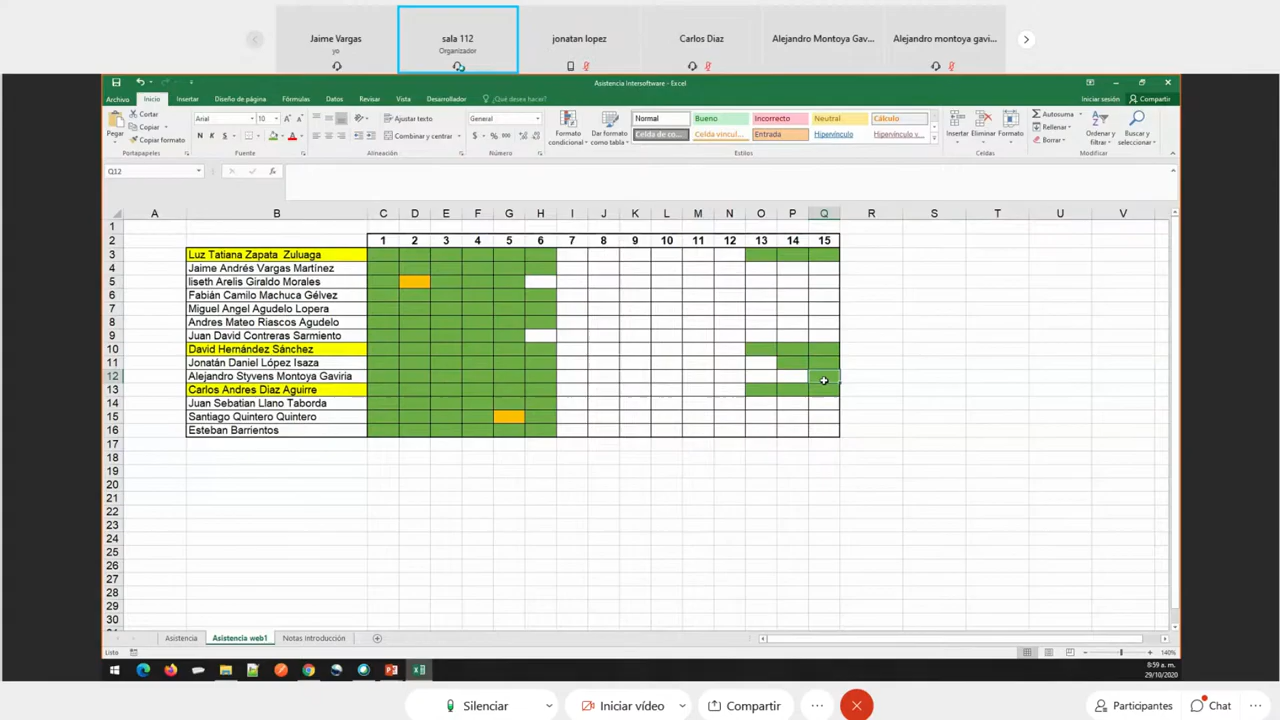 Jaime Vargas
yo
sala 112
Organizador
jonatan lopez
Carlos Diaz
Alejandro Montoya Gav...
Alejandro montoya gavi...
Asistencia Intersoftware - Excel
Archivo Inicio Insertar Diseño de página Fórmulas Datos Revisar Vista Desarrollador ¿Qué desea hacer? Iniciar sesión Compartir
Pegar
Cortar
Copiar
Copiar formato
Portapapeles
Arial 10
N K S
Fuente
Ajustar texto
Combinar y centrar
Alineación
General
$ % 000
Número
Formato condicional
Dar formato como tabla
Normal Bueno Incorrecto Neutral Cálculo
Celda de co... Celda vincul... Entrada Hipervínculo Hipervínculo v...
Estilos
Insertar Eliminar Formato
Celdas
Autosuma
Rellenar
Borrar
Ordenar y filtrar
Buscar y seleccionar
Modificar
Q12
fx
A B C D E F G H I J K L M N O P Q R S T U V
1
2 1 2 3 4 5 6 7 8 9 10 11 12 13 14 15
3 Luz Tatiana Zapata Zuluaga
4 Jaime Andrés Vargas Martínez
5 liseth Arelis Giraldo Morales
6 Fabián Camilo Machuca Gélvez
7 Miguel Angel Agudelo Lopera
8 Andres Mateo Riascos Agudelo
9 Juan David Contreras Sarmiento
10 David Hernández Sánchez
11 Jonatán Daniel López Isaza
12 Alejandro Styvens Montoya Gaviria
13 Carlos Andres Diaz Aguirre
14 Juan Sebatian Llano Taborda
15 Santiago Quintero Quintero
16 Esteban Barrientos
17
18
19
20
21
22
23
24
25
26
27
28
29
30
Asistencia Asistencia web1 Notas Introducción
Listo
140%
8:59 a. m.
29/10/2020
Silenciar
Iniciar vídeo
Compartir
Participantes
Chat